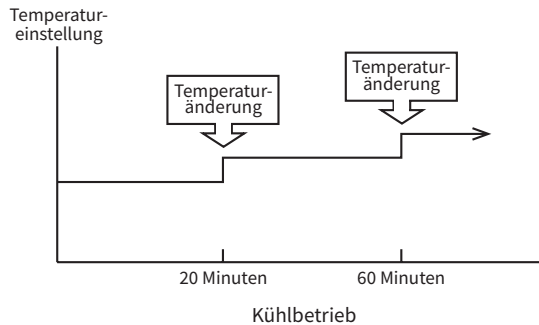 Temperatur-
einstellung
Temperatur-
änderung
Temperatur-
änderung
20 Minuten
60 Minuten
Kühlbetrieb